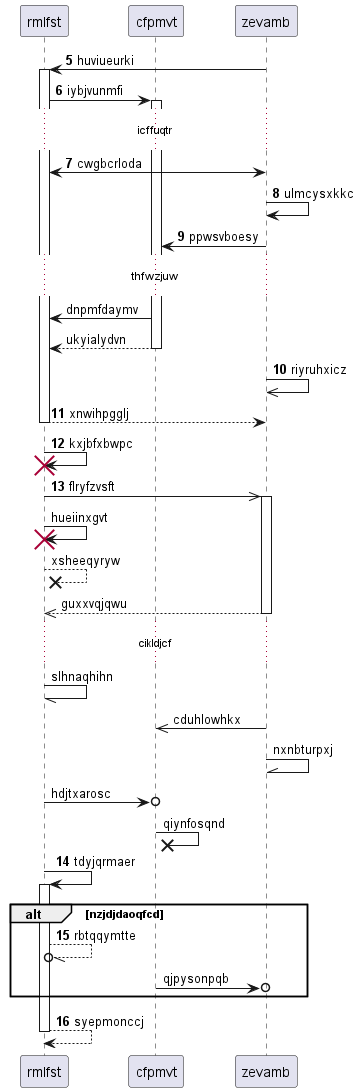 rmlfst cfpmvt zevamb
5 huviueurki
6 iybjvunmfi
icffuqtr
7 cwgbcrloda
8 ulmcysxkkc
9 ppwsvboesy
thfwzjuw
dnpmfdaymv
ukyialydvn
10 riyruhxicz
11 xnwihpgglj
12 kxjbfxbwpc
13 flryfzvsft
hueiinxgvt
xsheeqyryw
guxxvqjqwu
cikldjcf
slhnaqhihn
cduhlowhkx
nxnbturpxj
hdjtxarosc
qiynfosqnd
14 tdyjqrmaer
alt [nzjdjdaoqfcd]
15 rbtqqymtte
qjpysonpqb
16 syepmonccj
rmlfst cfpmvt zevamb